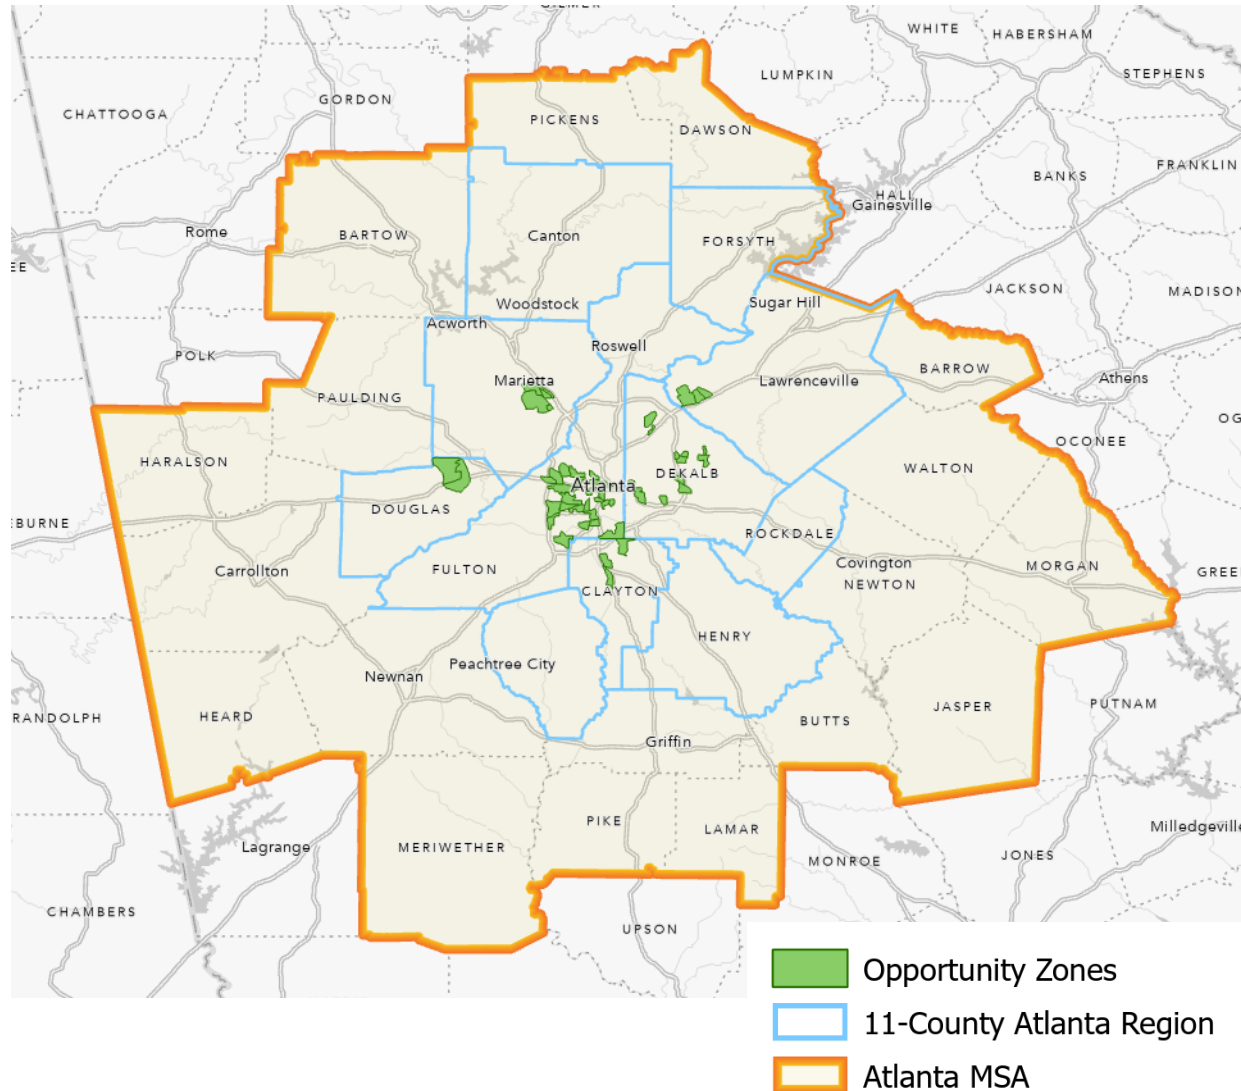 GILMER
WHITE
HABERSHAM
LUMPKIN
STEPHENS
GORDON
CHATTOOGA
PICKENS
DAWSON
FRANKLIN
BANKS
HALL
Gainesville
Rome
BARTOW
Canton
FORSYTH
EE
JACKSON
MADISON
Woodstock
Sugar Hill
Acworth
Roswell
POLK
Marietta
Lawrenceville
BARROW
Athens
PAULDING
OG
OCONEE
HARALSON
WALTON
DEKALB
Atlanta
DOUGLAS
EBURNE
ROCKDALE
Covington
MORGAN
FULTON
Carrollton
NEWTON
GREE
CLAYTON
HENRY
Peachtree City
Newnan
PUTNAM
JASPER
RANDOLPH
HEARD
BUTTS
Griffin
PIKE
LAMAR
Milledgeville
Lagrange
MERIWETHER
MONROE
JONES
CHAMBERS
UPSON
Opportunity Zones
11-County Atlanta Region
Atlanta MSA